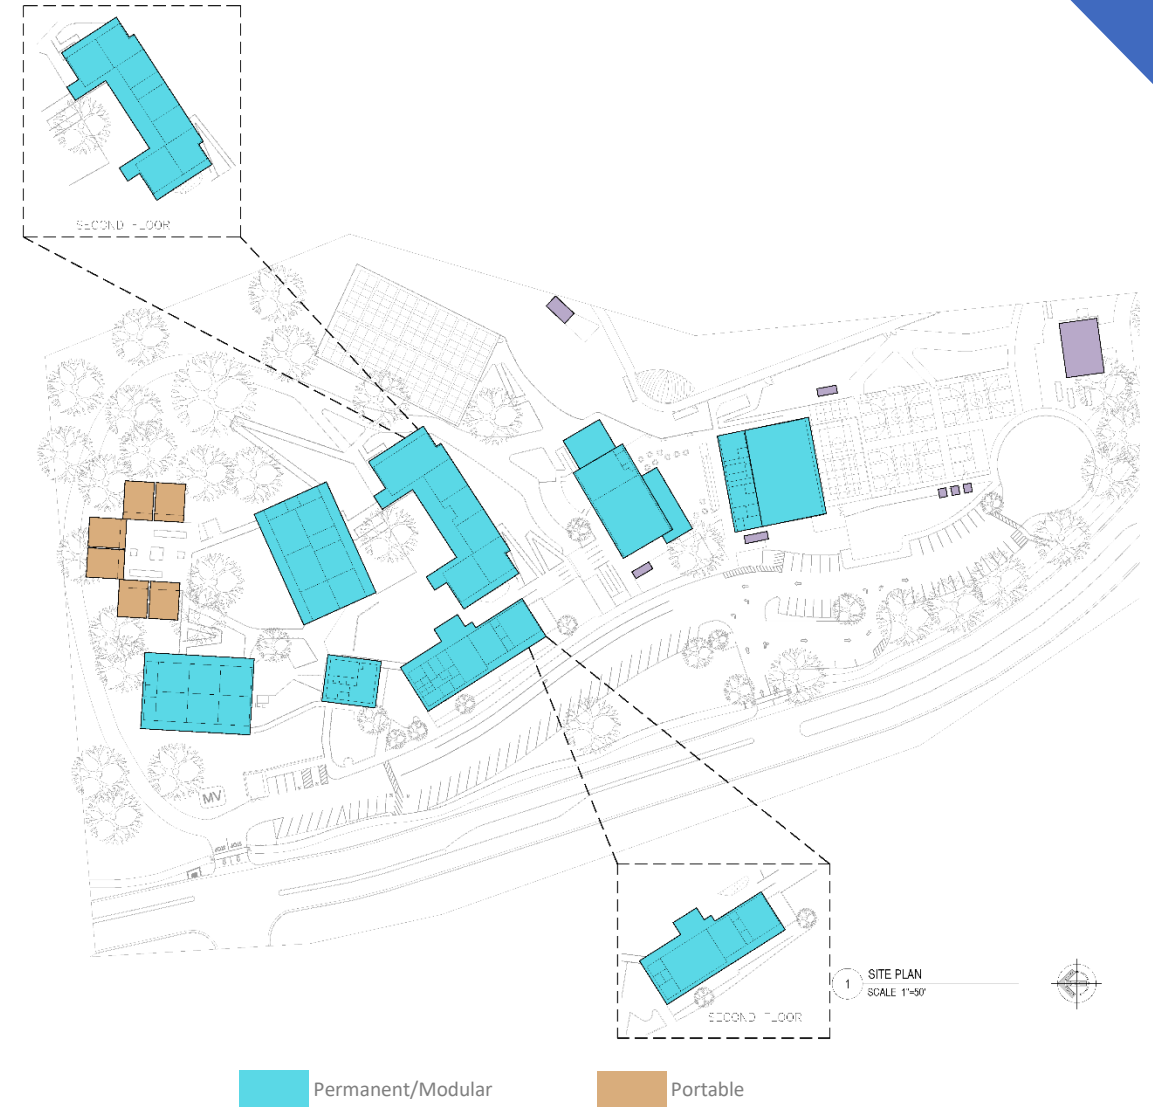 SECOND FLOOR
MV
SECOND FLOOR
1
SITE PLAN
SCALE 1"=50'
Permanent/Modular
Portable